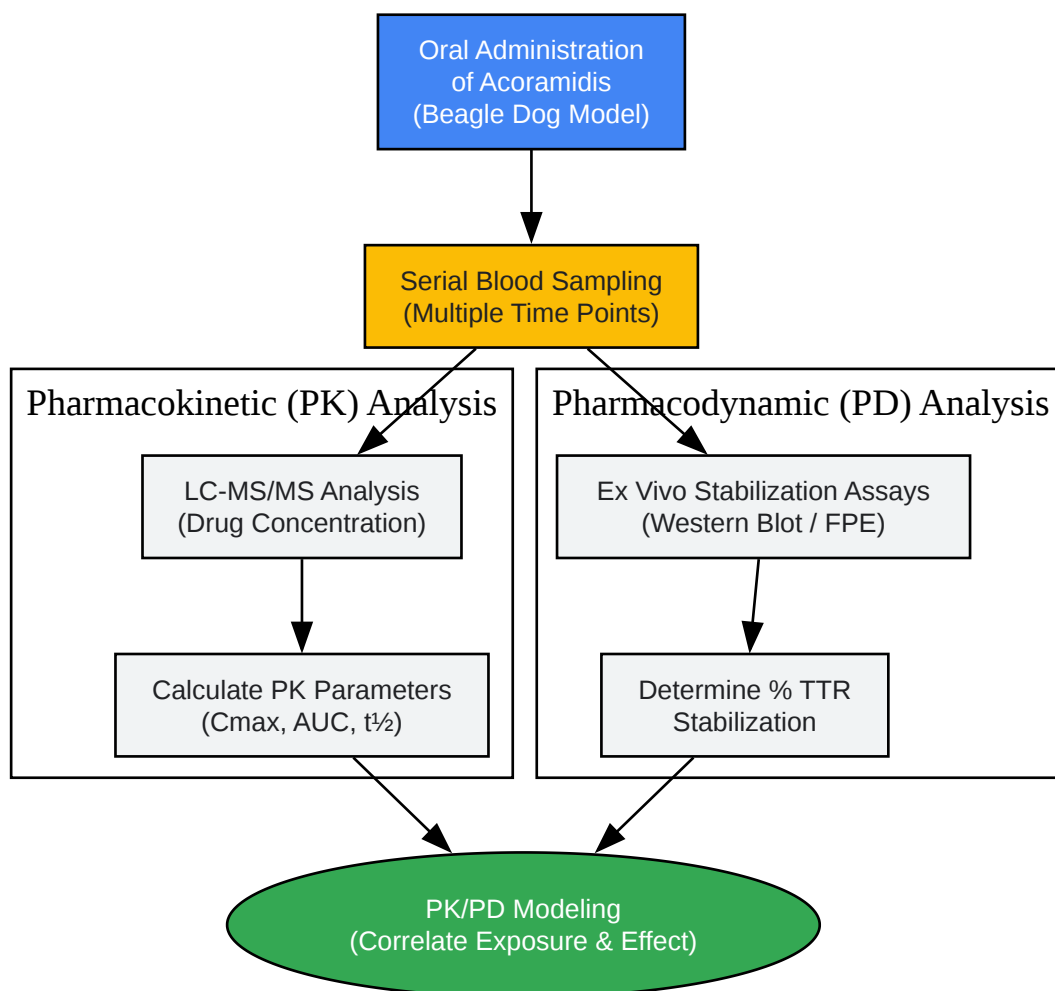 Oral Administration
of Acoramidis
(Beagle Dog Model)
Serial Blood Sampling
(Multiple Time Points)
Pharmacokinetic (PK) Analysis
LC-MS/MS Analysis
(Drug Concentration)
Calculate PK Parameters
(Cmax, AUC, t½)
Pharmacodynamic (PD) Analysis
Ex Vivo Stabilization Assays
(Western Blot / FPE)
Determine % TTR
Stabilization
PK/PD Modeling
(Correlate Exposure & Effect)